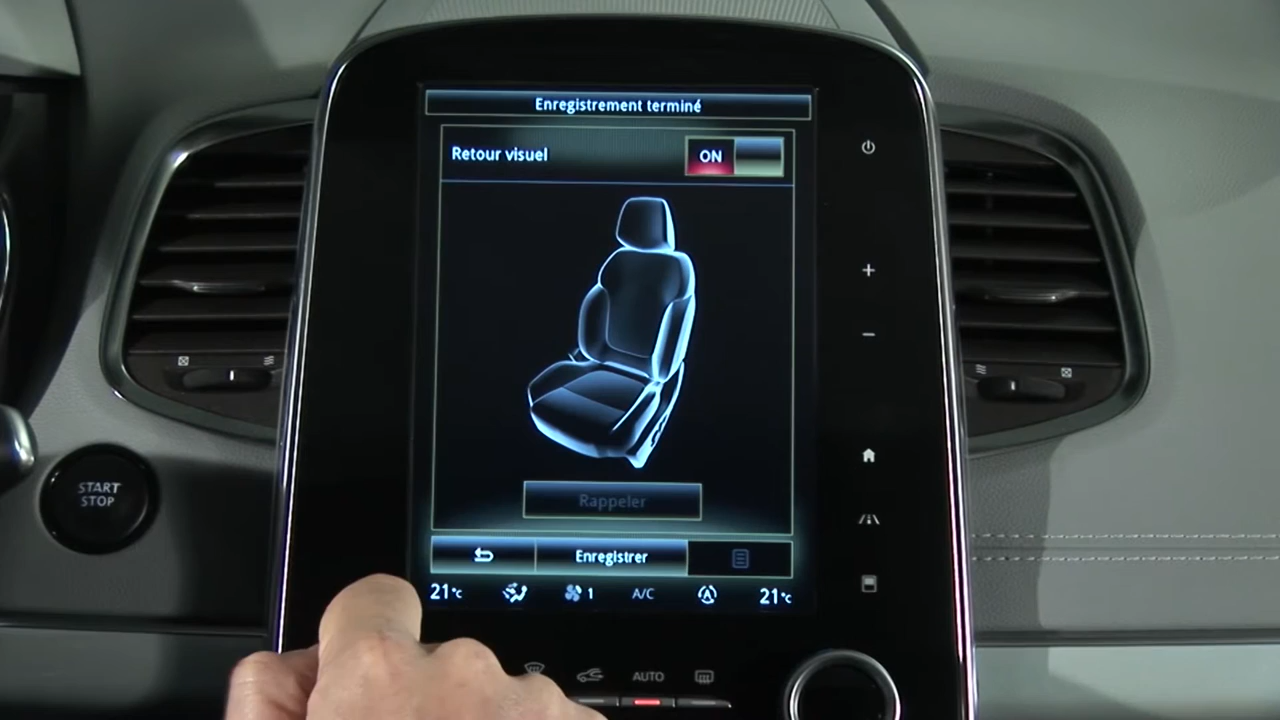 Enregistrement terminé
Retour visuel
ON
START
STOP
Rappeler
Enregistrer
21°C
1
A/C
21°C
AUTO